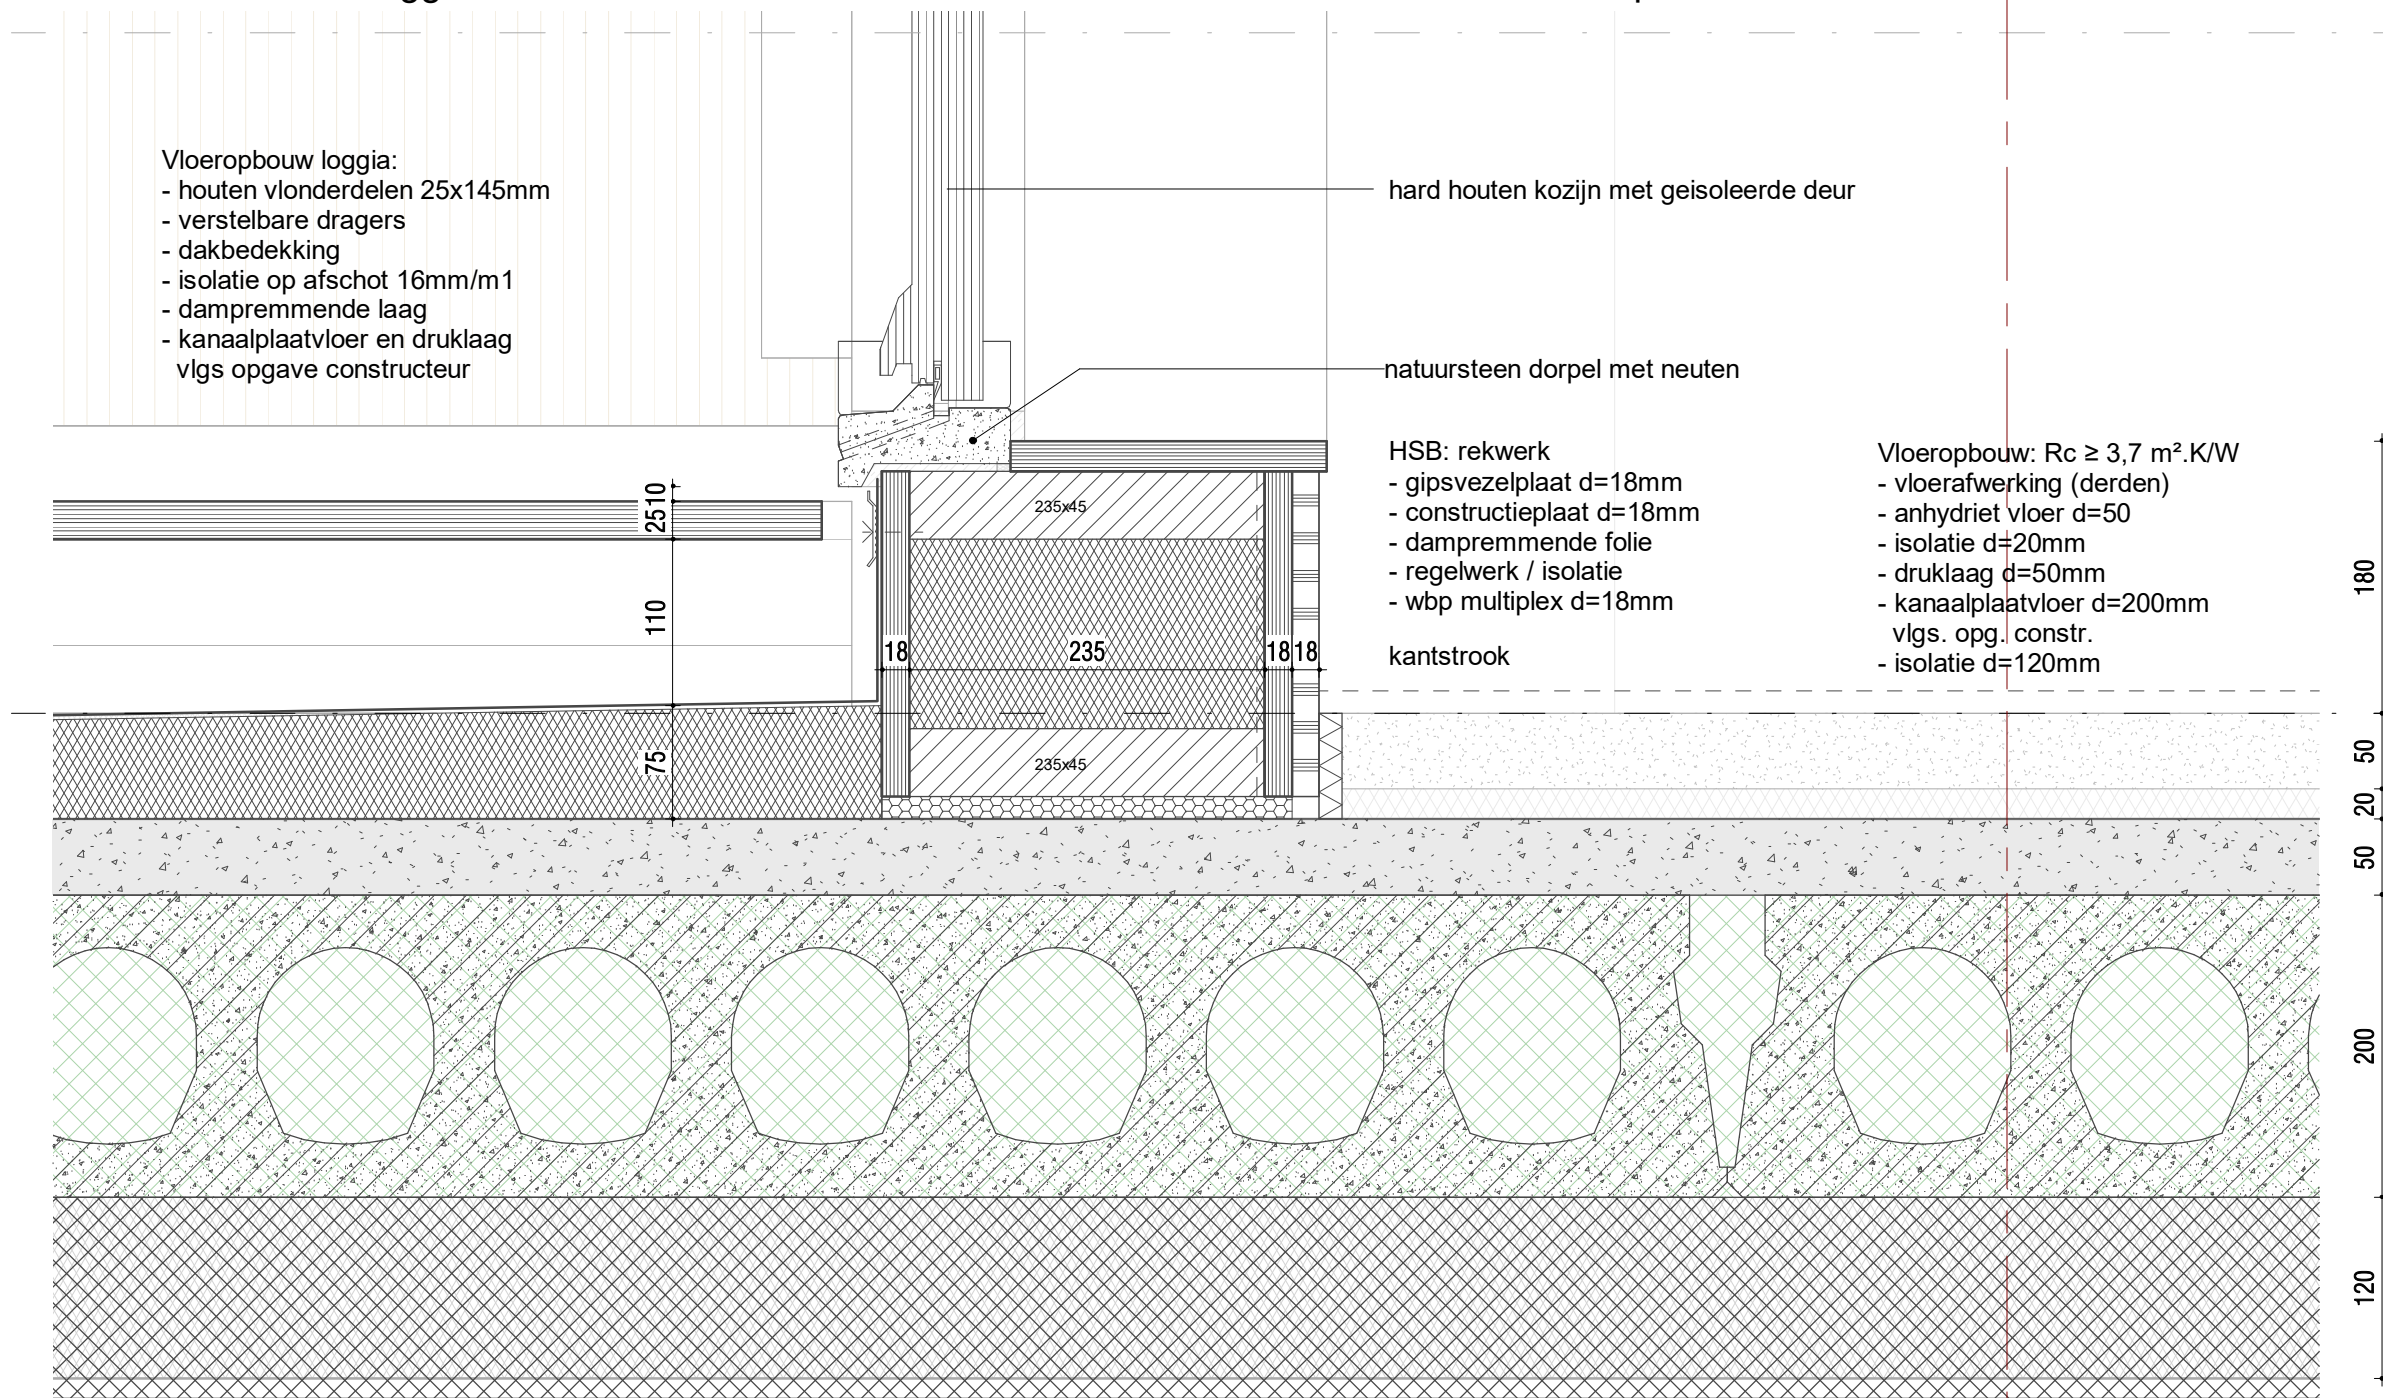 Vloeropbouw loggia:
- houten vlonderdelen 25x145mm
- verstelbare dragers
- dakbedekking
- isolatie op afschot 16mm/m1
- dampremmende laag
- kanaalplaatvloer en druklaag
vlgs opgave constructeur
hard houten kozijn met geisoleerde deur
natuursteen dorpel met neuten
HSB: rekwerk
- gipsvezelplaat d=18mm
- constructieplaat d=18mm
- dampremmende folie
- regelwerk / isolatie
- wbp multiplex d=18mm
kantstrook
Vloeropbouw: Rc ≥ 3,7 m².K/W
- vloerafwerking (derden)
- anhydriet vloer d=50
- isolatie d=20mm
- druklaag d=50mm
- kanaalplaatvloer d=200mm
vlgs. opg. constr.
- isolatie d=120mm
10
25
110
75
235x45
18
235
18
18
235x45
180
50
20
50
200
120